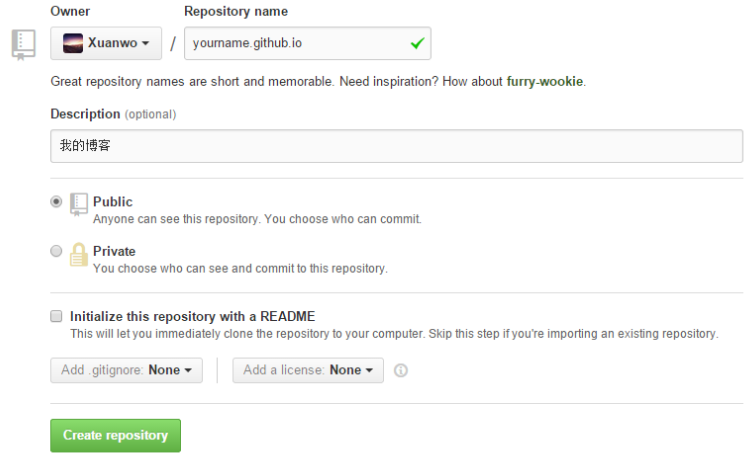 Owner Repository name
Xuanwo / yourname.github.io
Great repository names are short and memorable. Need inspiration? How about furry-wookie.
Description (optional)
我的博客
Public
Anyone can see this repository. You choose who can commit.
Private
You choose who can see and commit to this repository.
Initialize this repository with a README
This will let you immediately clone the repository to your computer. Skip this step if you're importing an existing repository.
Add .gitignore: None Add a license: None
Create repository